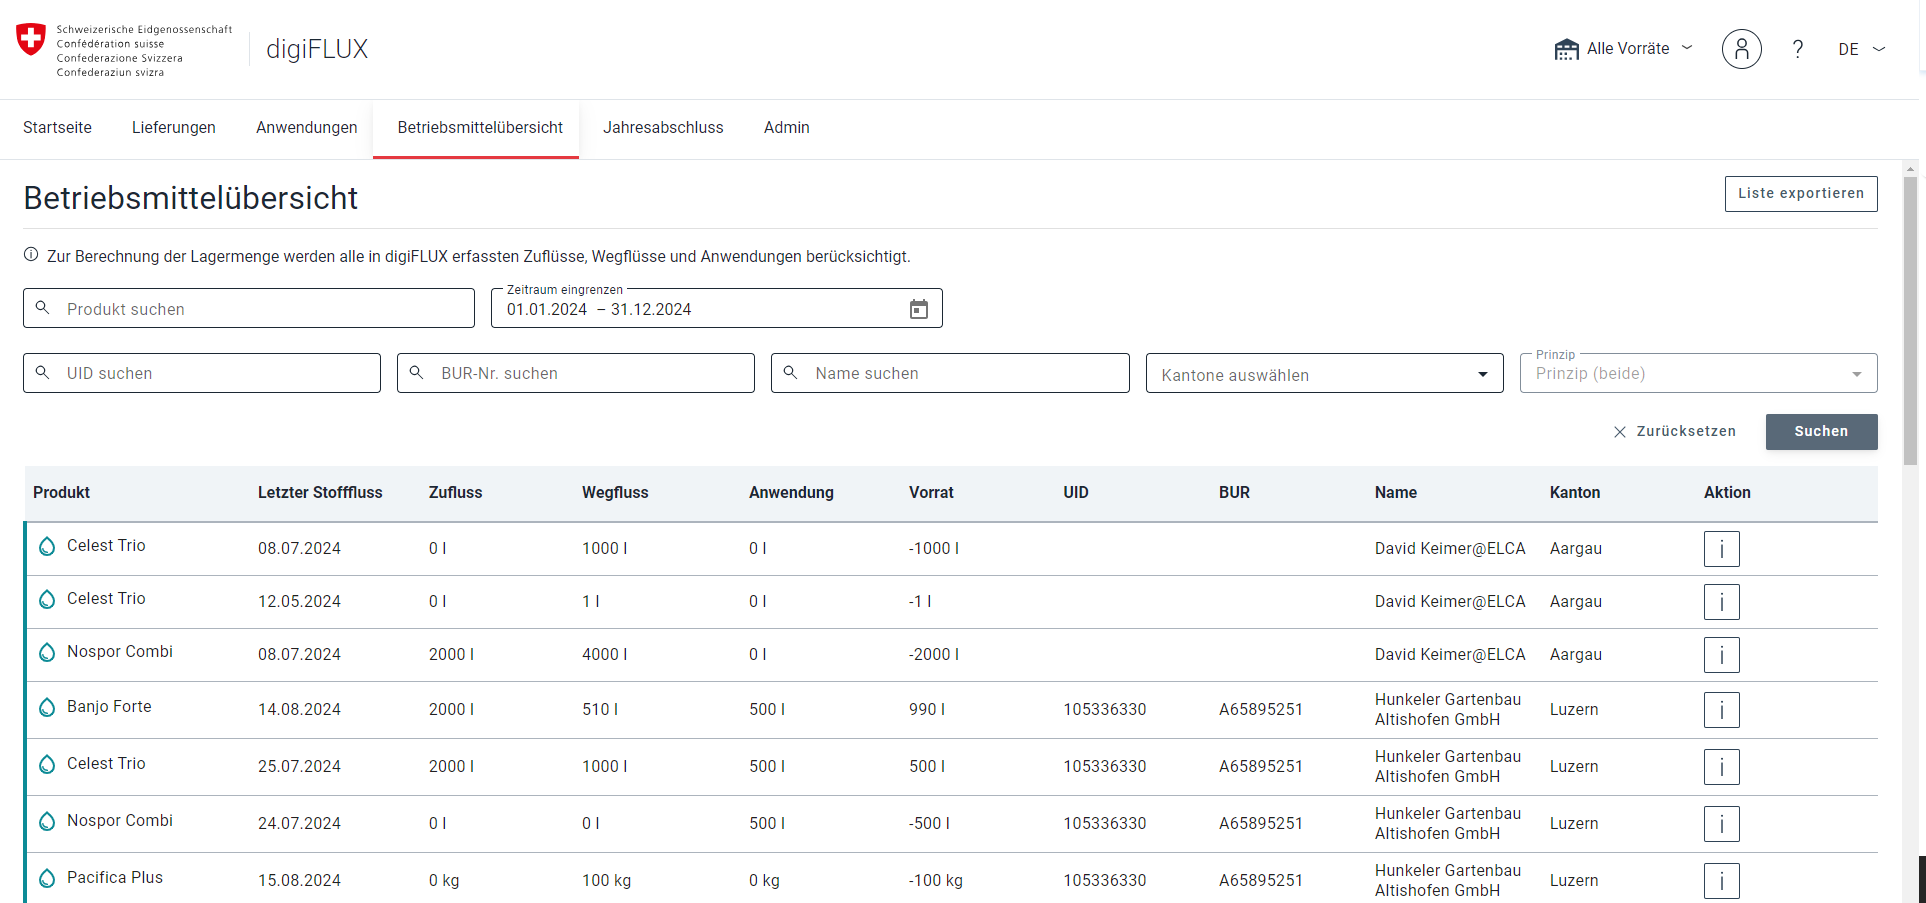 Schweizerische Eidgenossenschaft
Confédération suisse
Confederazione Svizzera
Confederaziun svizra
digiFLUX
Alle Vorräte
?
DE
Startseite Lieferungen Anwendungen Betriebsmittelübersicht Jahresabschluss Admin
Betriebsmittelübersicht
Liste exportieren
Zur Berechnung der Lagermenge werden alle in digiFLUX erfassten Zuflüsse, Wegflüsse und Anwendungen berücksichtigt.
Produkt suchen
Zeitraum eingrenzen
01.01.2024 – 31.12.2024
UID suchen
BUR-Nr. suchen
Name suchen
Kantone auswählen
Prinzip
Prinzip (beide)
Zurücksetzen
Suchen
Produkt Letzter Stofffluss Zufluss Wegfluss Anwendung Vorrat UID BUR Name Kanton Aktion
Celest Trio 08.07.2024 0 l 1000 l 0 l -1000 l David Keimer@ELCA Aargau i
Celest Trio 12.05.2024 0 l 1 l 0 l -1 l David Keimer@ELCA Aargau i
Nospor Combi 08.07.2024 2000 l 4000 l 0 l -2000 l David Keimer@ELCA Aargau i
Banjo Forte 14.08.2024 2000 l 510 l 500 l 990 l 105336330 A65895251 Hunkeler Gartenbau Luzern i
Altishofen GmbH
Celest Trio 25.07.2024 2000 l 1000 l 500 l 500 l 105336330 A65895251 Hunkeler Gartenbau Luzern i
Altishofen GmbH
Nospor Combi 24.07.2024 0 l 0 l 500 l -500 l 105336330 A65895251 Hunkeler Gartenbau Luzern i
Altishofen GmbH
Pacifica Plus 15.08.2024 0 kg 100 kg 0 kg -100 kg 105336330 A65895251 Hunkeler Gartenbau Luzern i
Altishofen GmbH